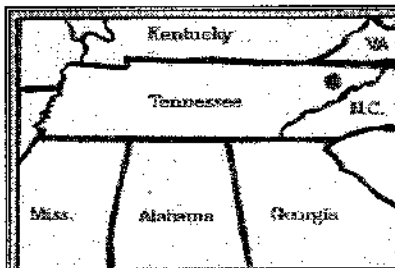 Kentucky
VA
Tennessee
N.C.
Miss.
Alabama
Georgia